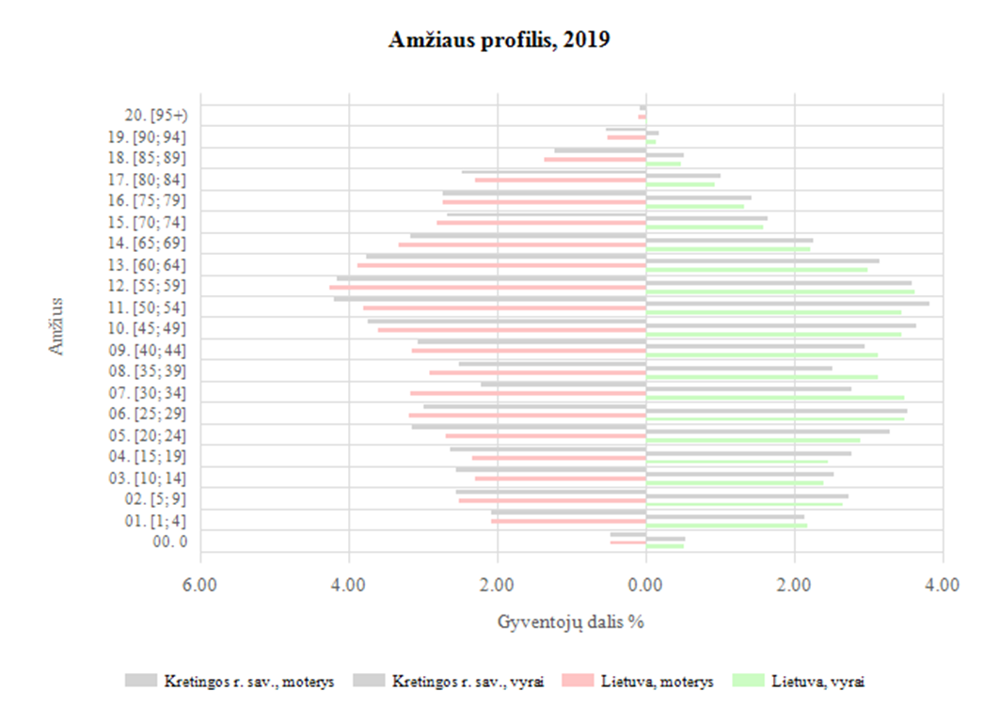 Amžiaus profilis, 2019
20. [95+)
19. [90; 94]
18. [85; 89]
17. [80; 84]
16. [75; 79]
15. [70; 74]
14. [65; 69]
13. [60; 64]
12. [55; 59]
11. [50; 54]
10. [45; 49]
09. [40; 44]
08. [35; 39]
07. [30; 34]
06. [25; 29]
05. [20; 24]
04. [15; 19]
03. [10; 14]
02. [5; 9]
01. [1; 4]
00. 0
Amžius
6.00 4.00 2.00 0.00 2.00 4.00
Gyventojų dalis %
Kretingos r. sav., moterys Kretingos r. sav., vyrai Lietuva, moterys Lietuva, vyrai